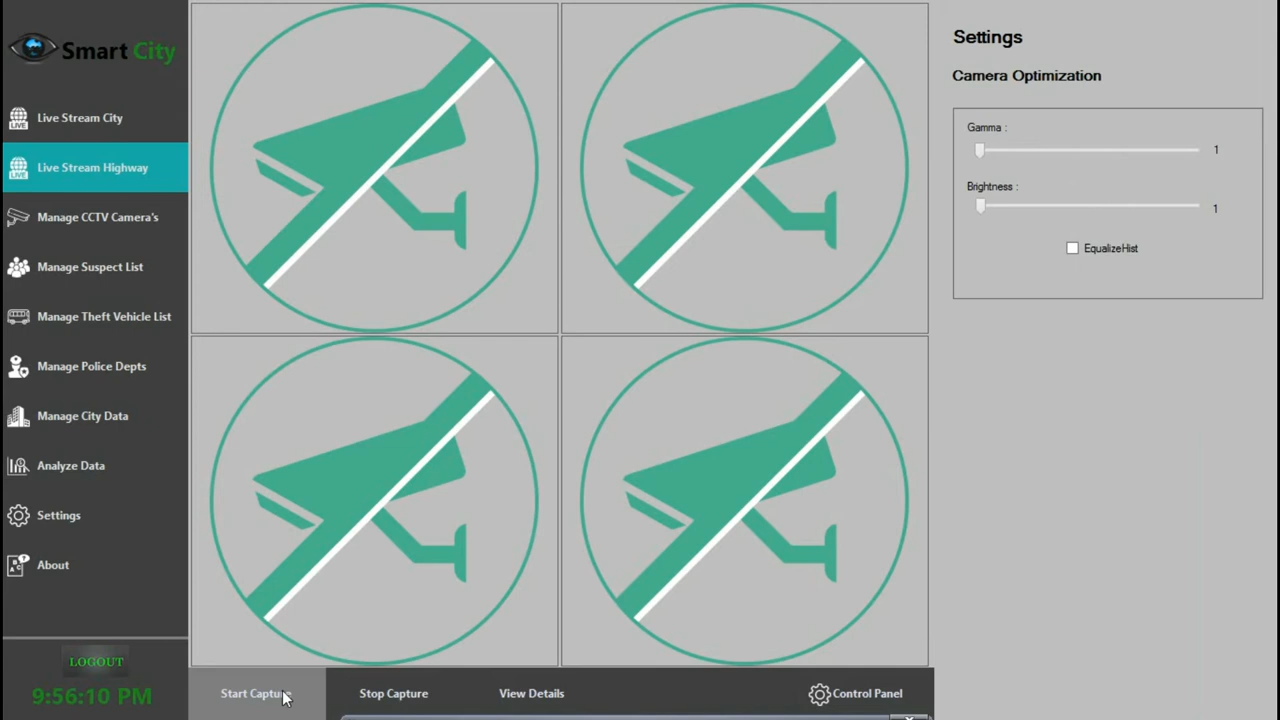 Smart City
Live Stream City
Live Stream Highway
Manage CCTV Camera's
Manage Suspect List
Manage Theft Vehicle List
Manage Police Depts
Manage City Data
Analyze Data
Settings
About
LOGOUT
9:56:10 PM
Start Capture
Stop Capture
View Details
Control Panel
Settings
Camera Optimization
Gamma :
1
Brightness :
1
EqualizeHist